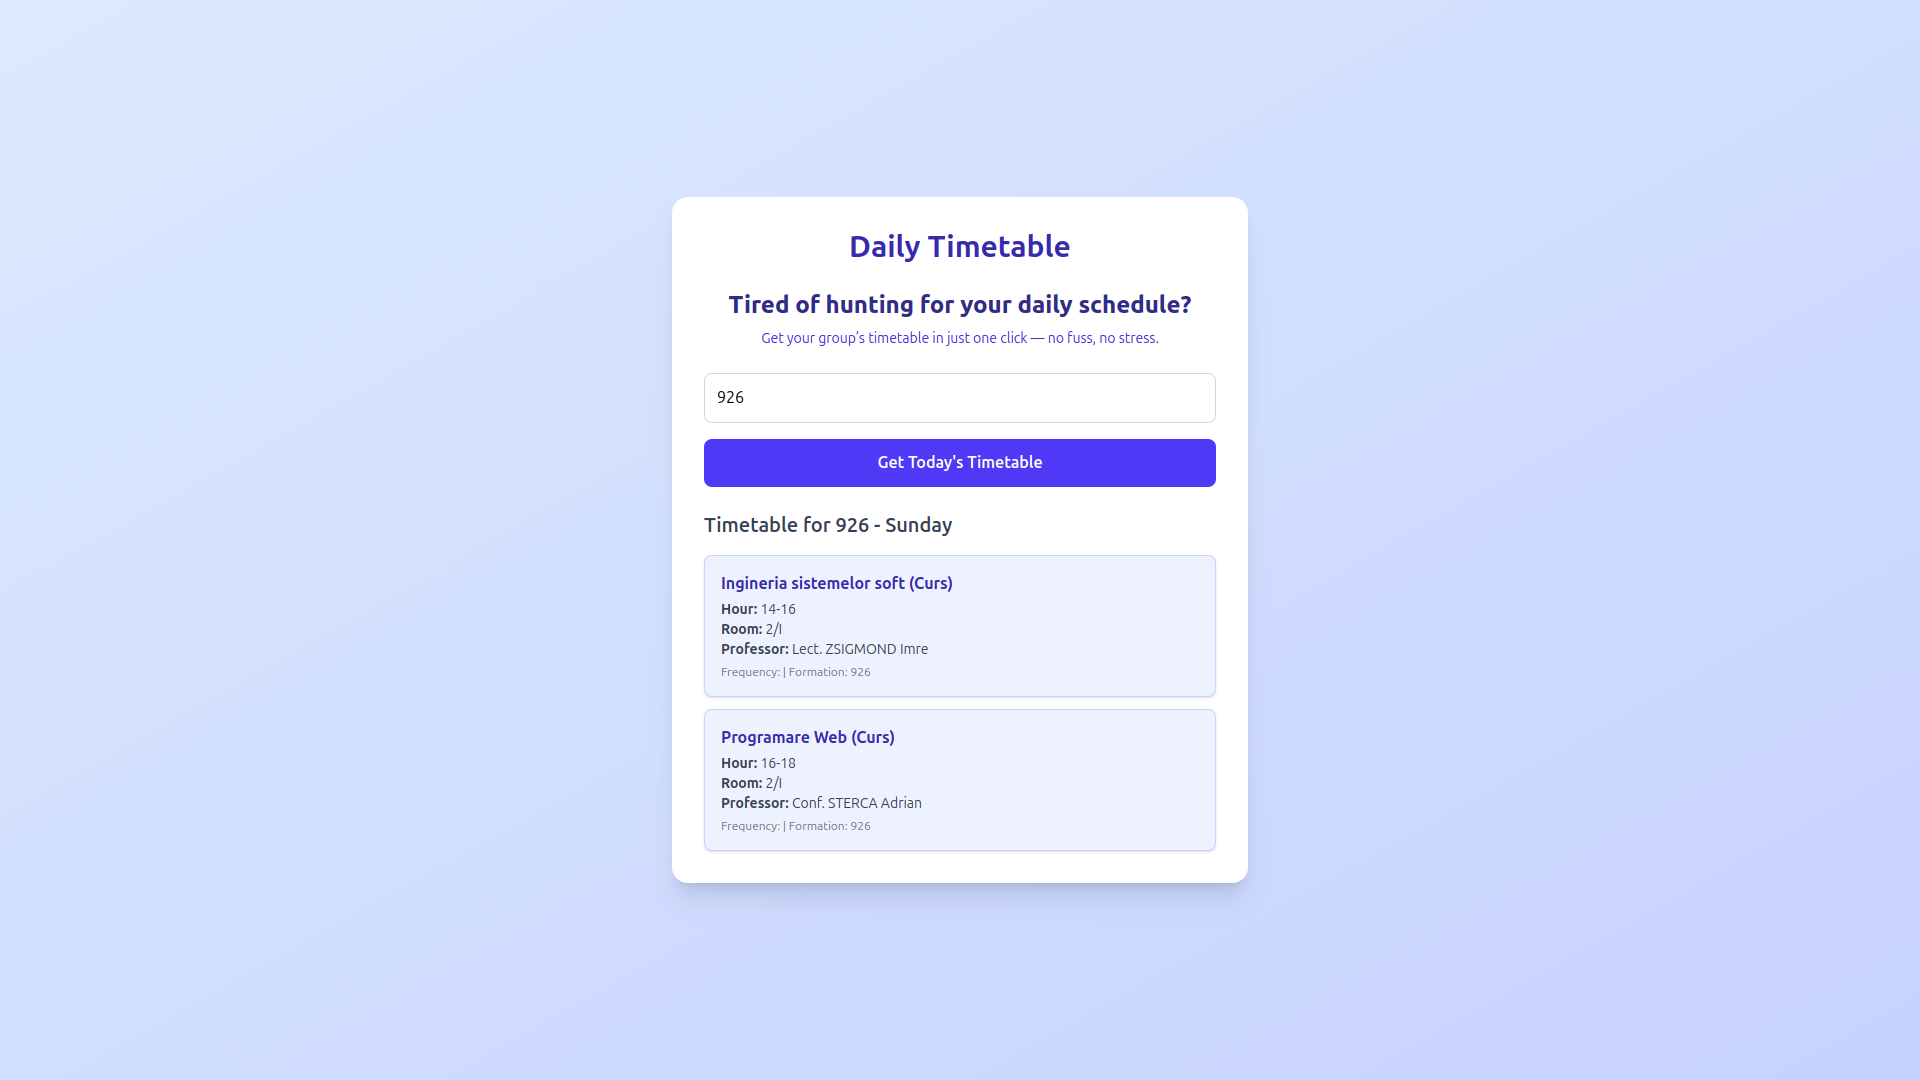 Daily Timetable
Tired of hunting for your daily schedule?
Get your group’s timetable in just one click — no fuss, no stress.
926
Get Today's Timetable
Timetable for 926 - Sunday
Ingineria sistemelor soft (Curs)
Hour: 14-16
Room: 2/I
Professor: Lect. ZSIGMOND Imre
Frequency: | Formation: 926
Programare Web (Curs)
Hour: 16-18
Room: 2/I
Professor: Conf. STERCA Adrian
Frequency: | Formation: 926